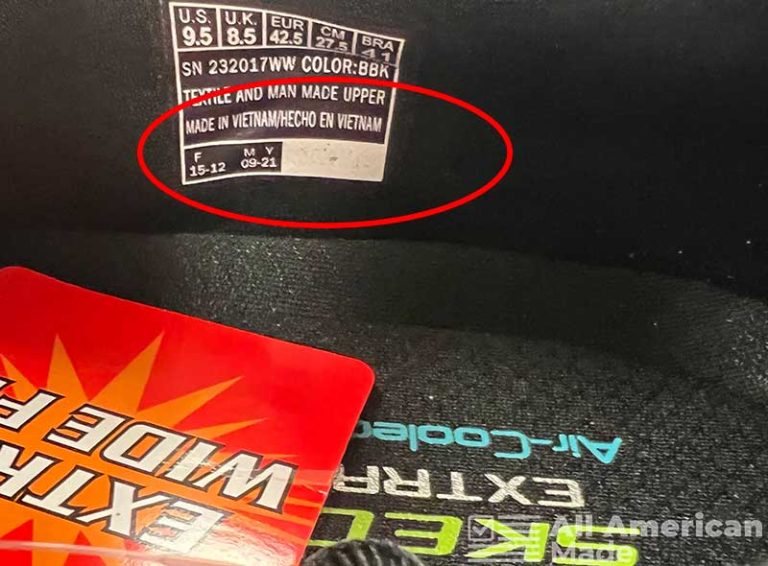 U.S. U.K. EUR CM BRA
9.5 8.5 42.5 27.5 41
SN 232017WW COLOR:BBK
TEXTILE AND MAN MADE UPPER
MADE IN VIETNAM/HECHO EN VIETNAM
F M Y
15-12 09-21
EXTR
WIDE F
Air-Cooled
EXTRA
SKEC
All American
Made